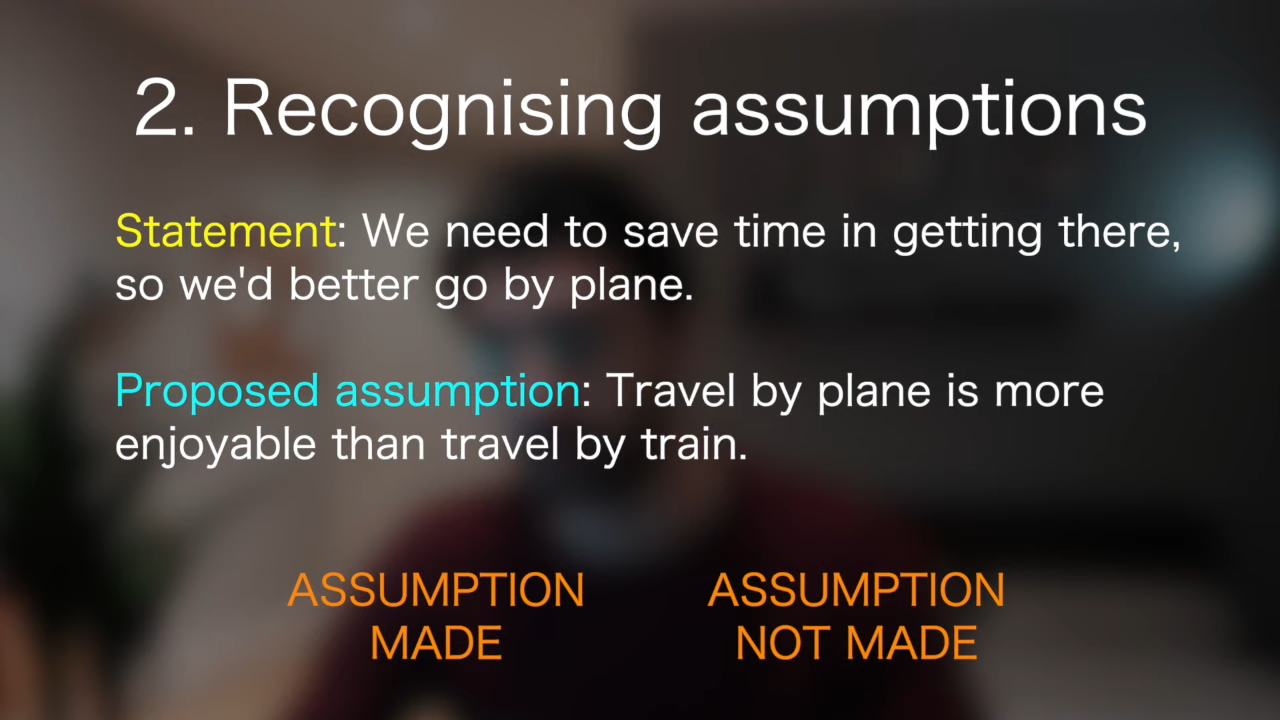 2. Recognising assumptions
Statement: We need to save time in getting there,
so we'd better go by plane.
Proposed assumption: Travel by plane is more
enjoyable than travel by train.
ASSUMPTION
MADE
ASSUMPTION
NOT MADE